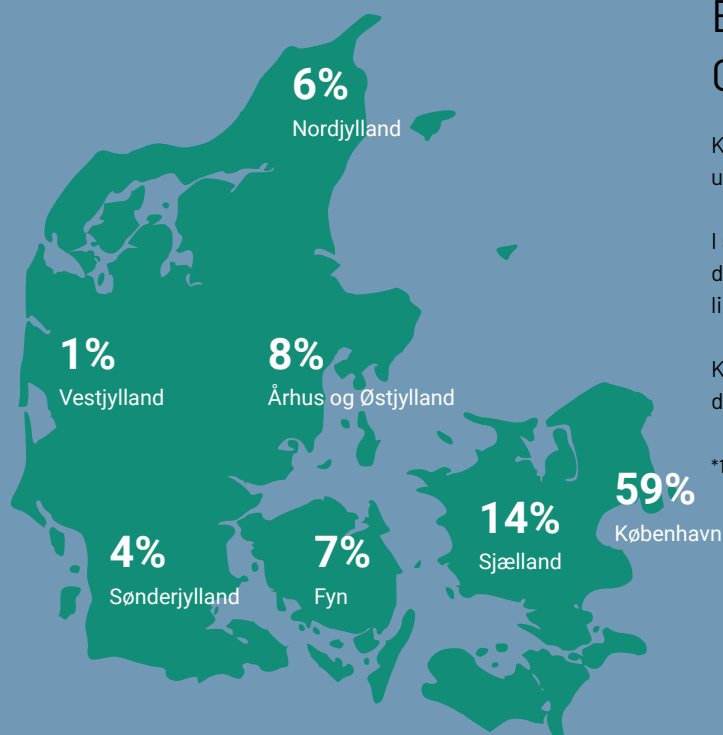 6%
Nordjylland
1%
Vestjylland
8%
Århus og Østjylland
59%
København
14%
Sjælland
4%
Sønderjylland
7%
Fyn